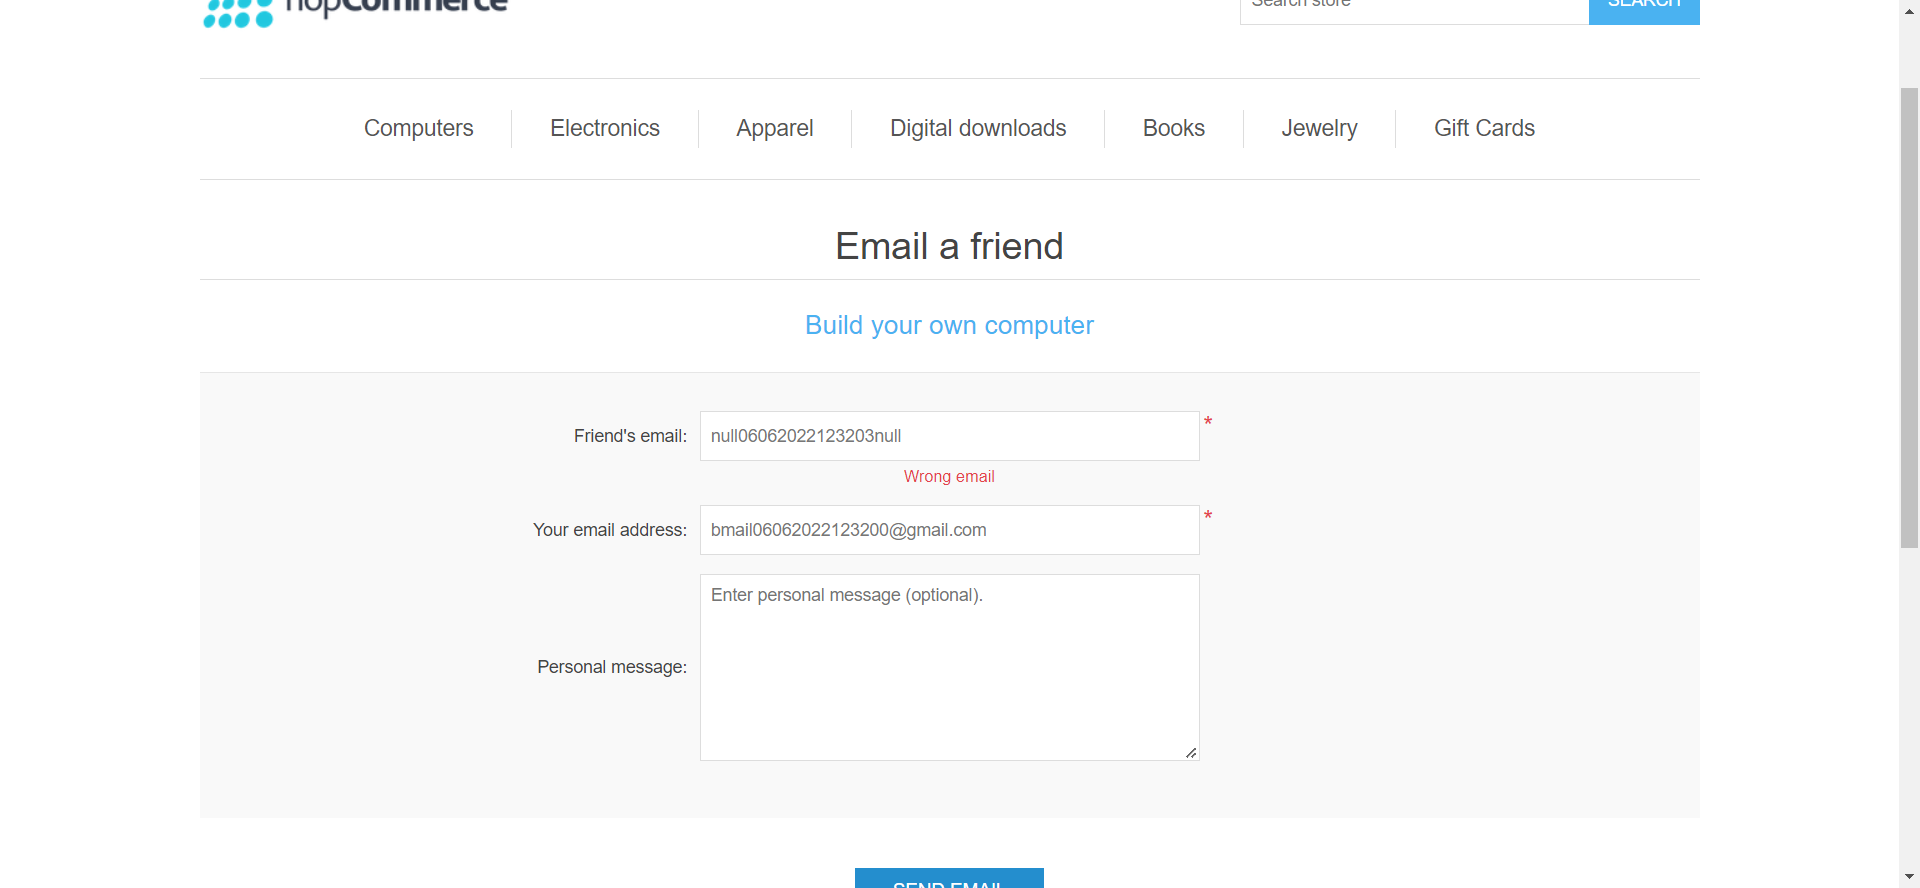 nopCommerce
Search store
SEARCH
Computers
Electronics
Apparel
Digital downloads
Books
Jewelry
Gift Cards
Email a friend
Build your own computer
Friend's email:
null06062022123203null
*
Wrong email
Your email address:
bmail06062022123200@gmail.com
*
Enter personal message (optional).
Personal message:
SEND EMAIL